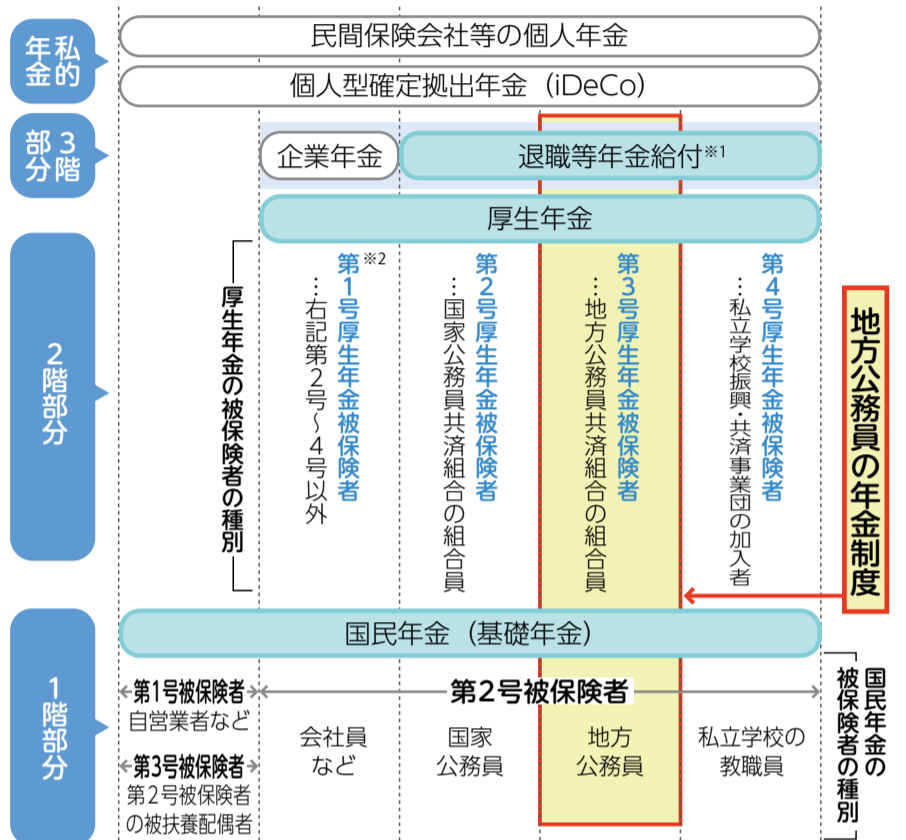 私的年金
民間保険会社等の個人年金
個人型確定拠出年金（iDeCo）
3階部分
企業年金
退職等年金給付※1
厚生年金
2階部分
厚生年金の被保険者の種別
第1号厚生年金被保険者※2
…右記第2号～4号以外
第2号厚生年金被保険者
…国家公務員共済組合の組合員
第3号厚生年金被保険者
…地方公務員共済組合の組合員
第4号厚生年金被保険者
…私立学校振興・共済事業団の加入者
地方公務員の年金制度
国民年金（基礎年金）
1階部分
第1号被保険者
自営業者など
第3号被保険者
第2号被保険者
の被扶養配偶者
第2号被保険者
会社員
など
国家
公務員
地方
公務員
私立学校の
教職員
国民年金の
被保険者の種別